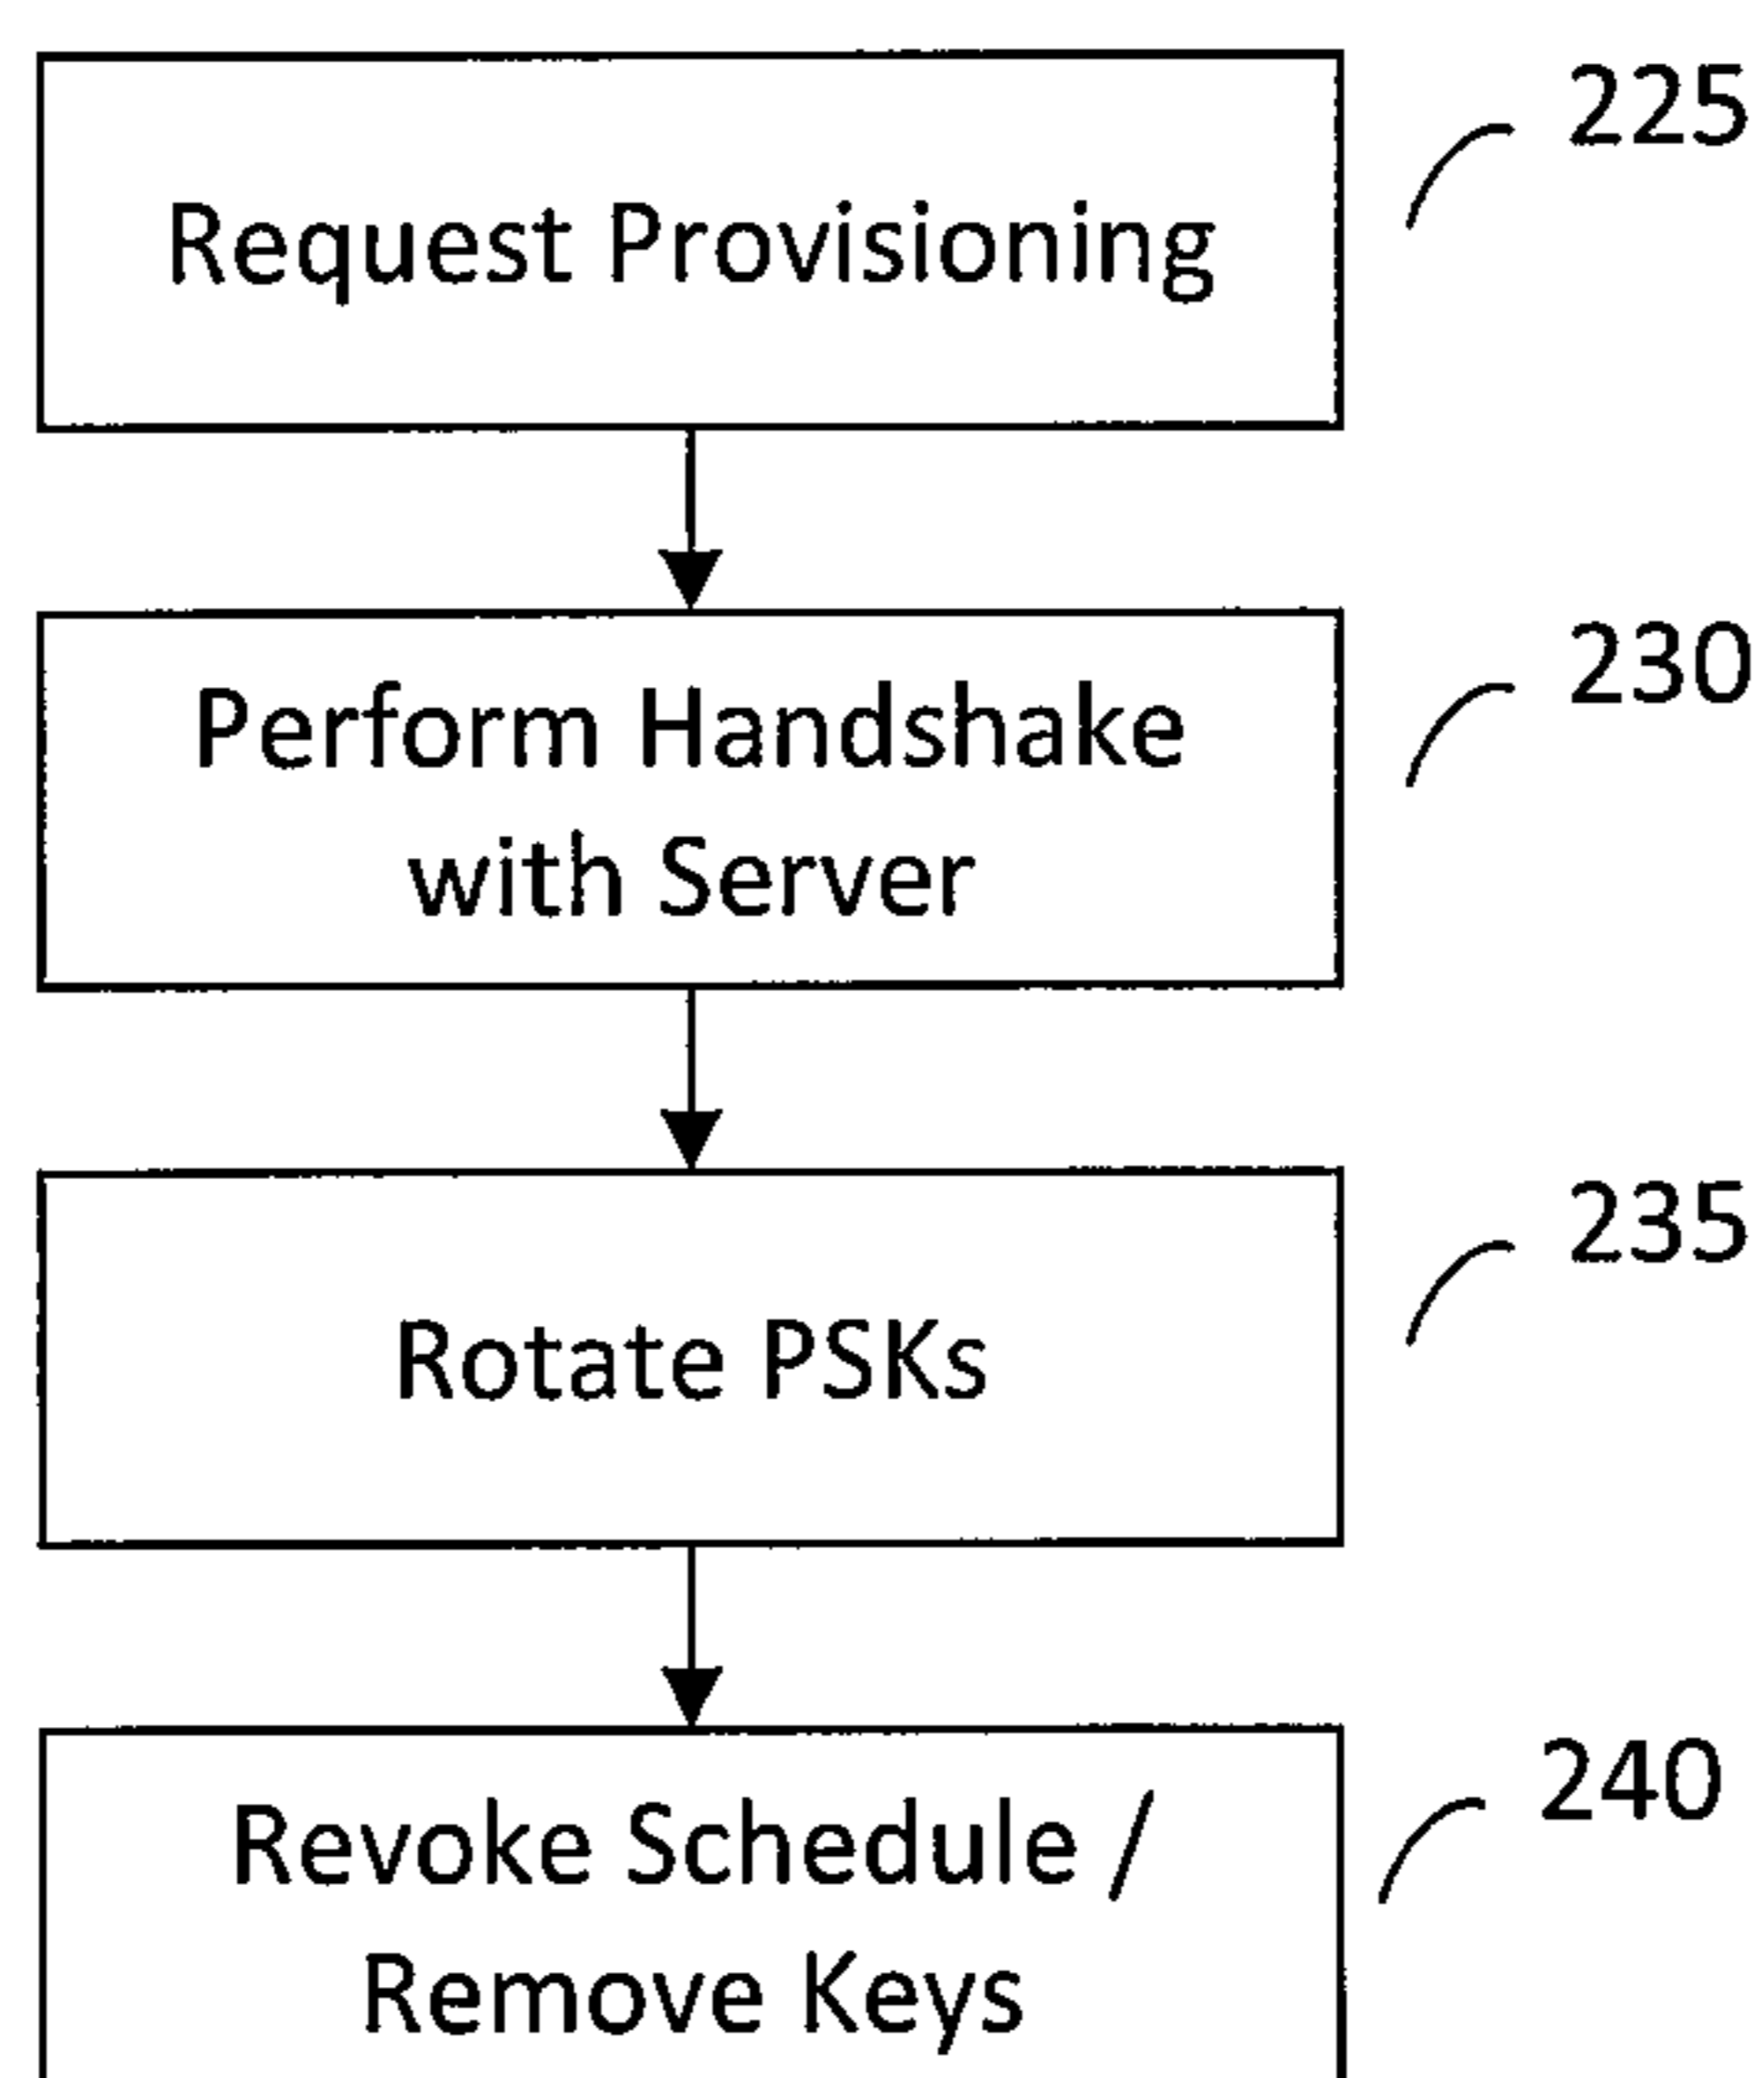 225
Request Provisioning
230
Perform Handshake
with Server
235
Rotate PSKs
240
Revoke Schedule /
Remove Keys